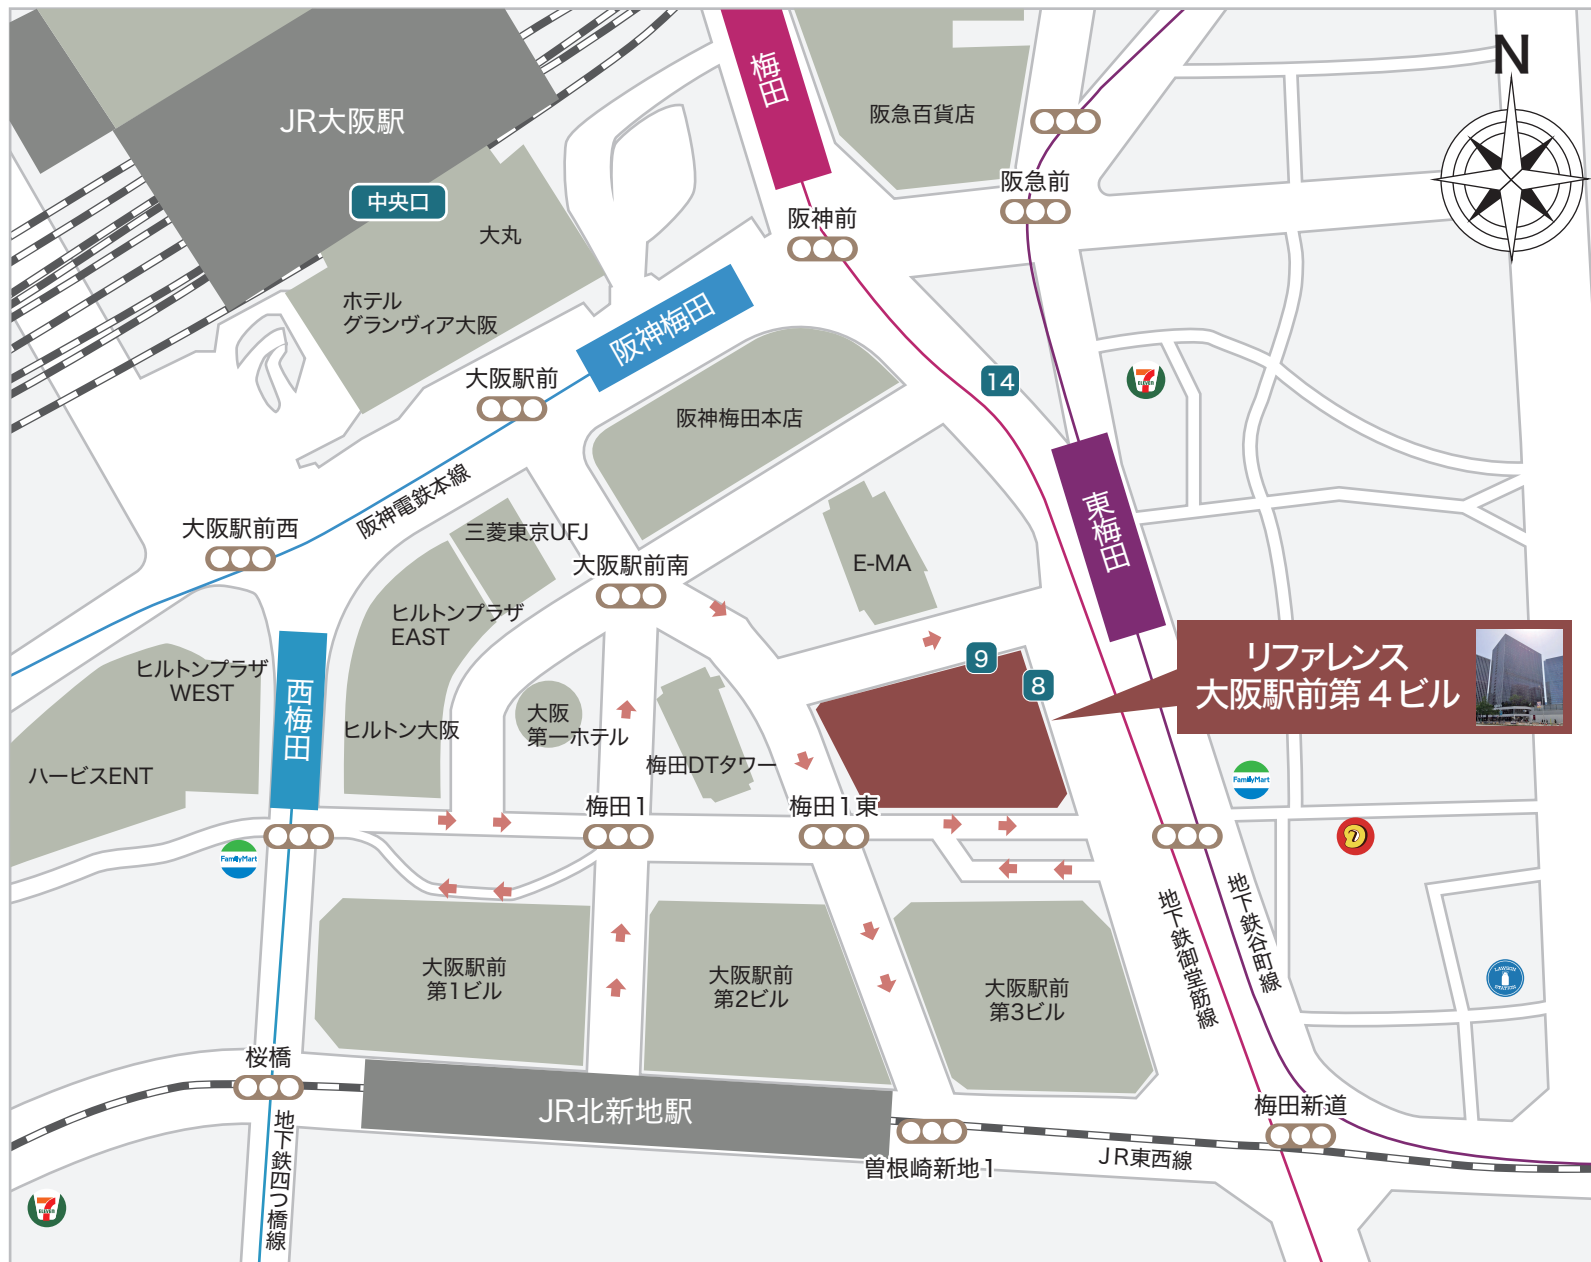 N
梅田
阪急百貨店
JR大阪駅
中央口
阪急前
阪神前
大丸
ホテル
グランヴィア大阪
阪神梅田
大阪駅前
14
7
ELEVEN
阪神梅田本店
阪神電鉄本線
大阪駅前西
三菱東京UFJ
大阪駅前南
E-MA
東梅田
ヒルトンプラザ
EAST
ヒルトンプラザ
WEST
西梅田
ヒルトン大阪
大阪
第一ホテル
梅田DTタワー
ハービスENT
9
8
リファレンス
大阪駅前第4ビル
FamilyMart
梅田1
梅田1東
FamilyMart
地下鉄御堂筋線
地下鉄谷町線
大阪駅前
第1ビル
大阪駅前
第2ビル
大阪駅前
第3ビル
LAWSON
STATION
桜橋
JR北新地駅
梅田新道
曽根崎新地1
JR東西線
地下鉄四つ橋線
7
ELEVEN